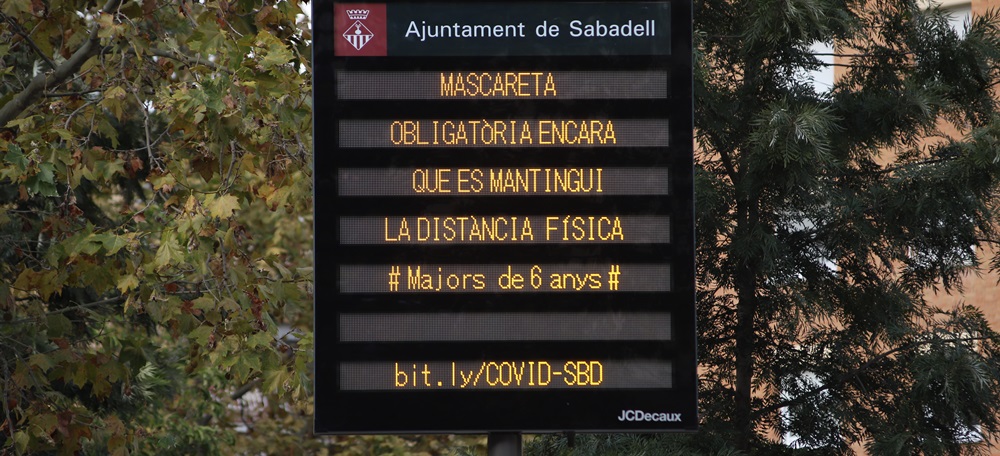 Ajuntament de Sabadell
MASCARETA
OBLIGATÒRIA ENCARA
QUE ES MANTINGUI
LA DISTÀNCIA FÍSICA
# Majors de 6 anys #
bit.ly/COVID-SBD
JCDecaux